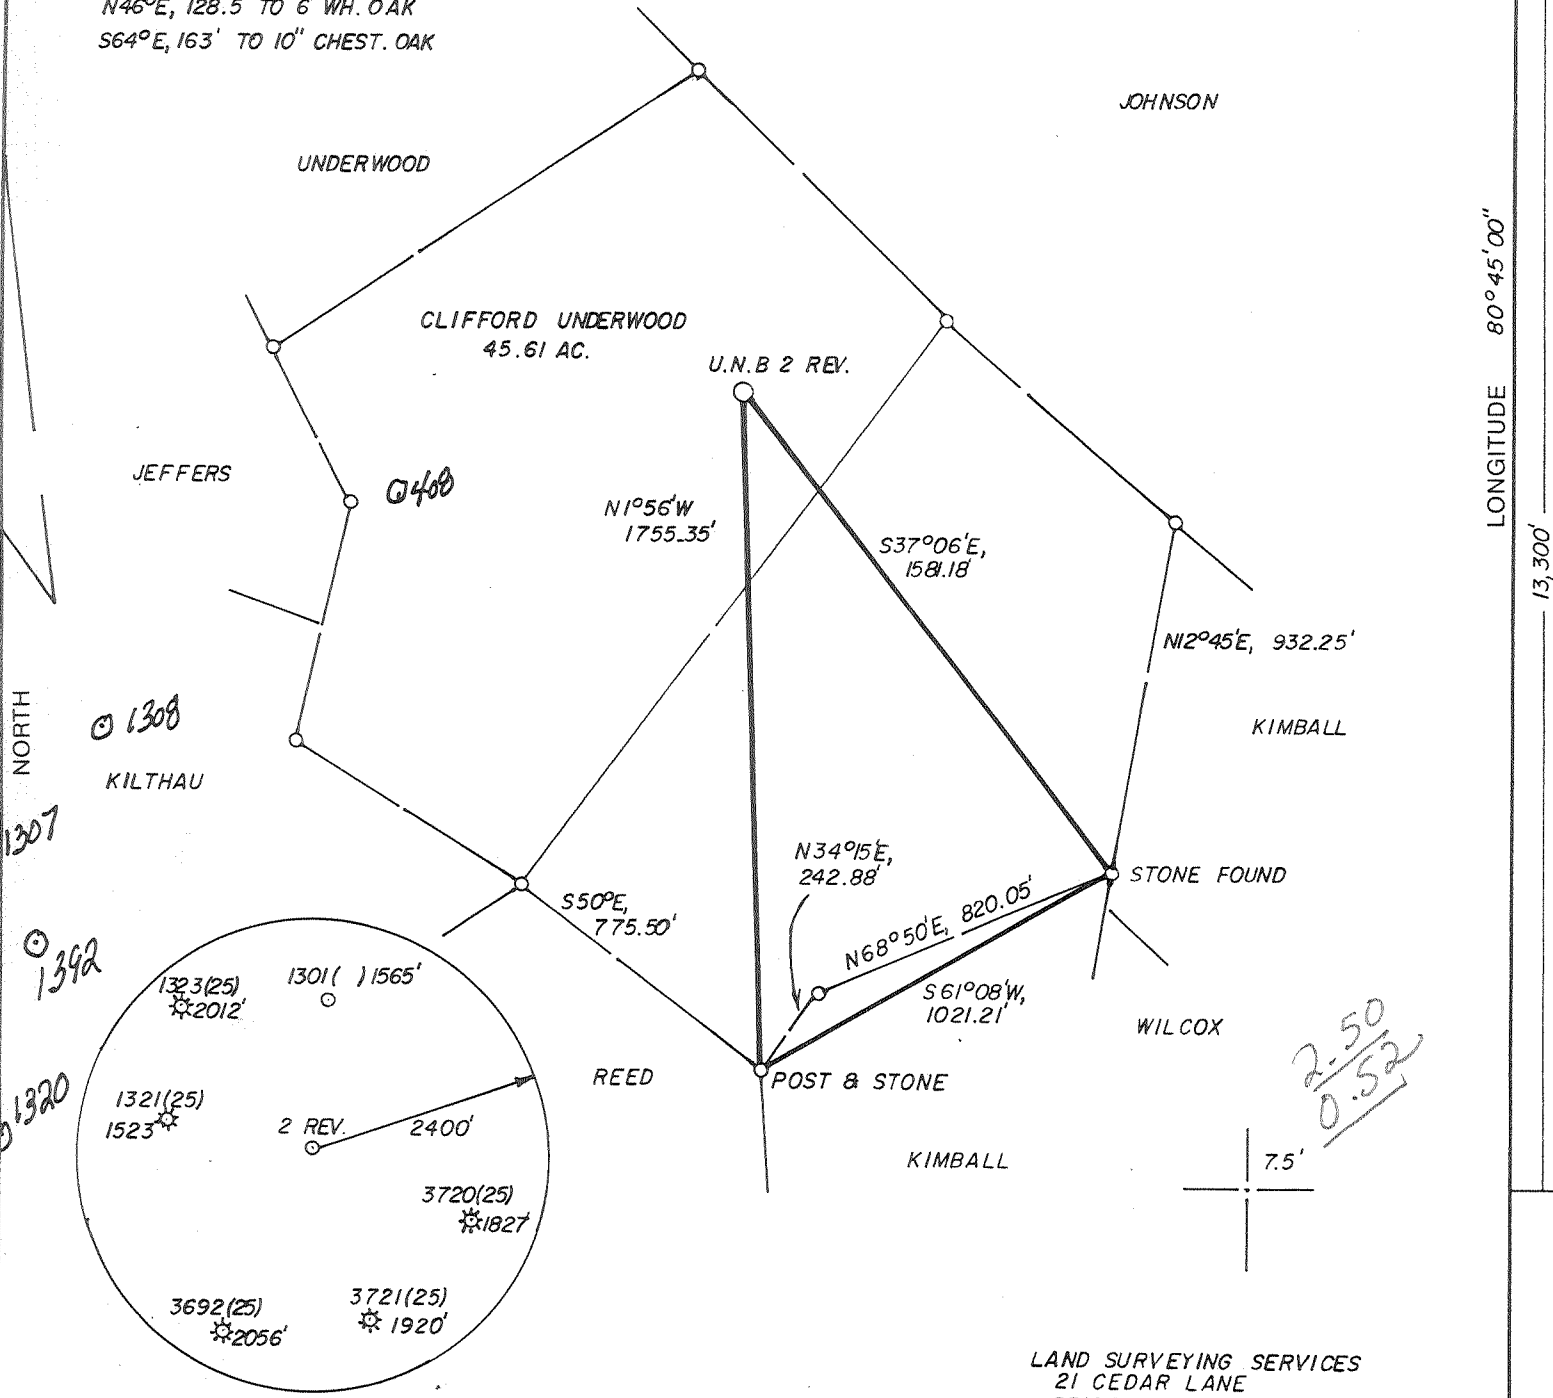 N46°E, 128.5 TO 6 WH. OAK
S64°E, 163' TO 10" CHEST. OAK
JOHNSON
UNDERWOOD
LONGITUDE 80°45'00"
CLIFFORD UNDERWOOD
45.61 AC.
U.N.B 2 REV.
JEFFERS
408
N1°56'W
1755.35'
S37°06'E,
1581.18'
13,300'
N12°45'E, 932.25'
NORTH
1308
KIMBALL
KILTHAU
1307
N34°15'E,
242.88'
STONE FOUND
S50°E,
775.50'
N68°50'E, 820.05'
1392
1323(25)
2012'
1301( ) 1565'
S61°08'W,
1021.21'
WILCOX
2.50
0.52
1320
1321(25)
1523'
2 REV.
2400'
REED
POST & STONE
KIMBALL
7.5'
3720(25)
1827'
3692(25)
2056'
3721(25)
1920'
LAND SURVEYING SERVICES
21 CEDAR LANE